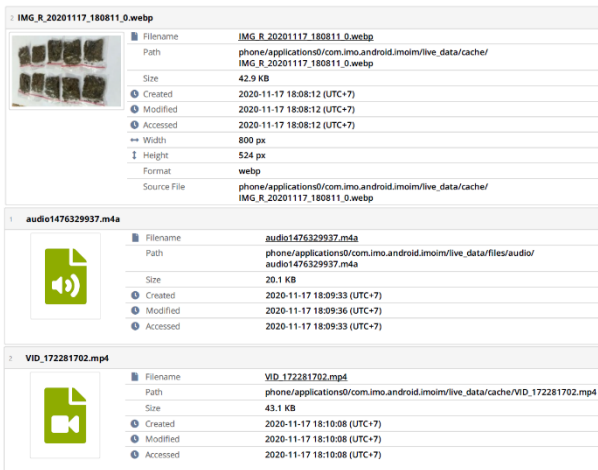 2 IMG_R_20201117_180811_0.webp
Filename IMG_R_20201117_180811_0.webp
Path phone/applications0/com.imo.android.imoim/live_data/cache/
IMG_R_20201117_180811_0.webp
Size 42.9 KB
Created 2020-11-17 18:08:12 (UTC+7)
Modified 2020-11-17 18:08:12 (UTC+7)
Accessed 2020-11-17 18:08:12 (UTC+7)
Width 800 px
Height 524 px
Format webp
Source File phone/applications0/com.imo.android.imoim/live_data/cache/
IMG_R_20201117_180811_0.webp
1 audio1476329937.m4a
Filename audio1476329937.m4a
Path phone/applications0/com.imo.android.imoim/live_data/files/audio/
audio1476329937.m4a
Size 20.1 KB
Created 2020-11-17 18:09:33 (UTC+7)
Modified 2020-11-17 18:09:36 (UTC+7)
Accessed 2020-11-17 18:09:33 (UTC+7)
2 VID_172281702.mp4
Filename VID_172281702.mp4
Path phone/applications0/com.imo.android.imoim/live_data/cache/VID_172281702.mp4
Size 43.1 KB
Created 2020-11-17 18:10:08 (UTC+7)
Modified 2020-11-17 18:10:08 (UTC+7)
Accessed 2020-11-17 18:10:08 (UTC+7)